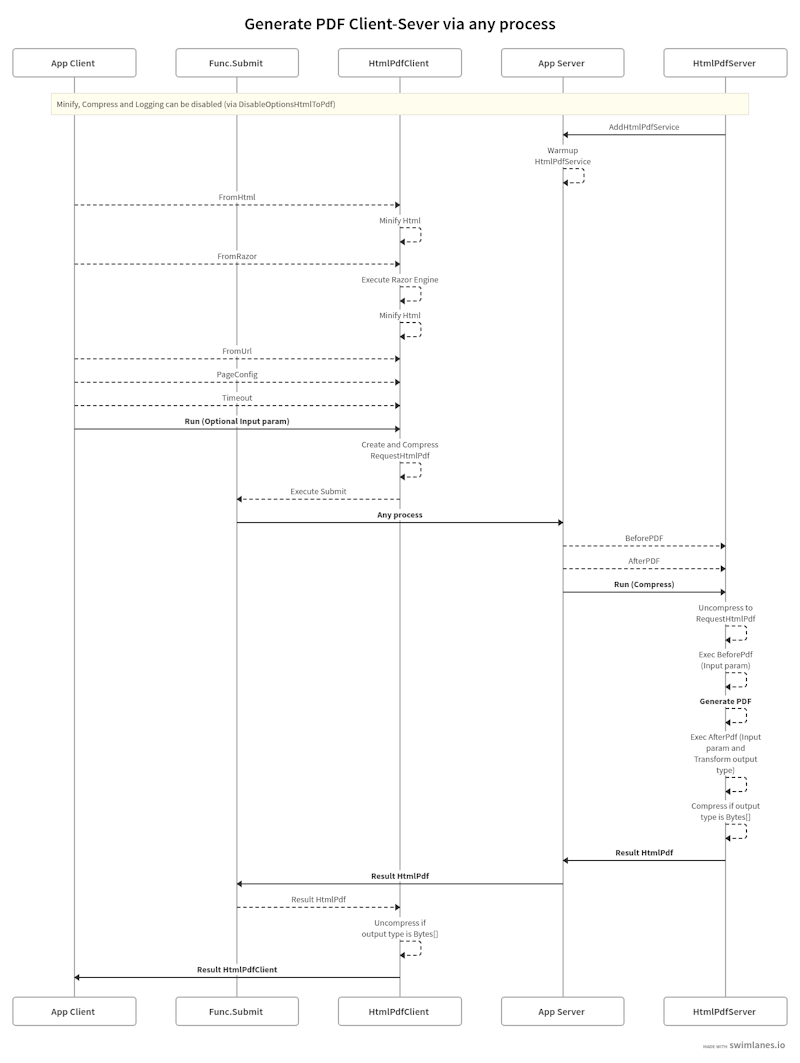 Generate PDF Client-Sever via any process
App Client
Func.Submit
HtmlPdfClient
App Server
HtmlPdfServer
Minify, Compress and Logging can be disabled (via DisableOptionsHtmlToPdf)
AddHtmlPdfService
Warmup
HtmlPdfService
FromHtml
Minify Html
FromRazor
Execute Razor Engine
Minify Html
FromUrl
PageConfig
Timeout
Run (Optional Input param)
Create and Compress
RequestHtmlPdf
Execute Submit
Any process
BeforePDF
AfterPDF
Run (Compress)
Uncompress to
RequestHtmlPdf
Exec BeforePdf
(Input param)
Generate PDF
Exec AfterPdf (Input
param and
Transform output
type)
Compress if output
type is Bytes[]
Result HtmlPdf
Result HtmlPdf
Result HtmlPdf
Uncompress if
output type is Bytes[]
Result HtmlPdfClient
App Client
Func.Submit
HtmlPdfClient
App Server
HtmlPdfServer
MADE WITH swimlanes.io